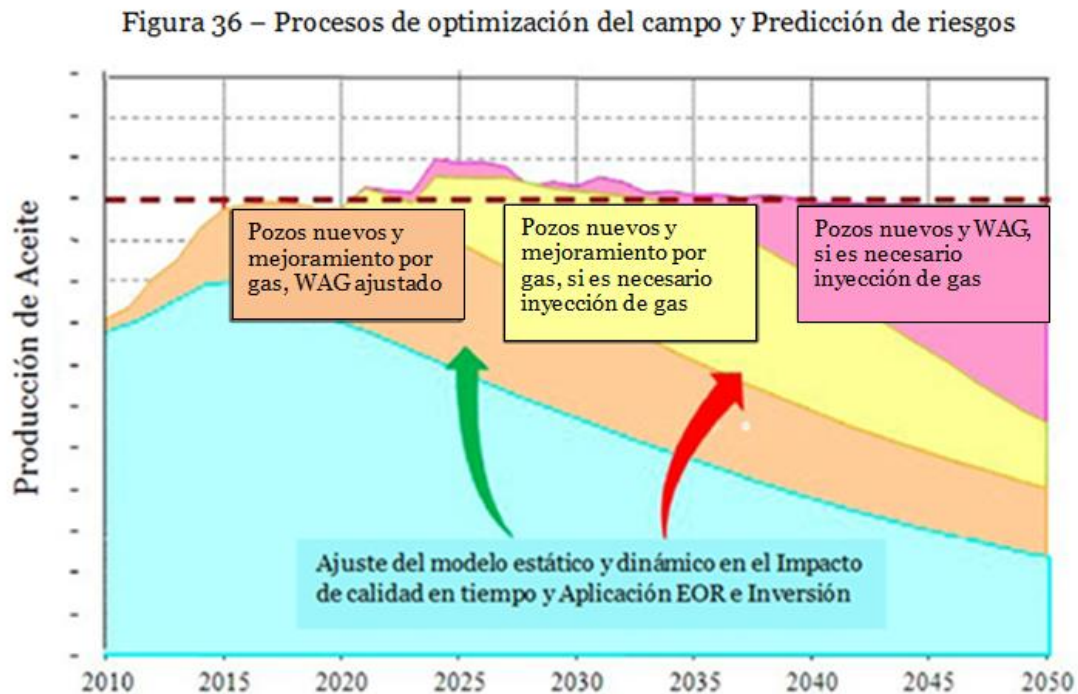 Figura 36 – Procesos de optimización del campo y Predicción de riesgos
Producción de Aceite
Pozos nuevos y
mejoramiento por
gas, WAG ajustado
Pozos nuevos y
mejoramiento por
gas, si es necesario
inyección de gas
Pozos nuevos y WAG,
si es necesario
inyección de gas
Ajuste del modelo estático y dinámico en el Impacto
de calidad en tiempo y Aplicación EOR e Inversión
2010 2015 2020 2025 2030 2035 2040 2045 2050